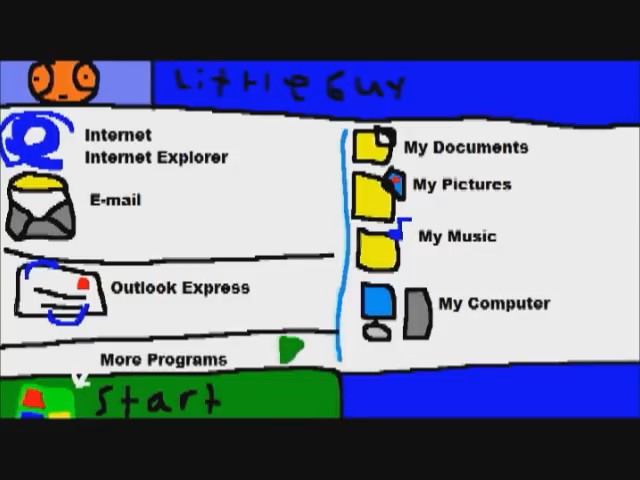 Little Guy
Internet
Internet Explorer
E-mail
Outlook Express
More Programs
My Documents
My Pictures
My Music
My Computer
start